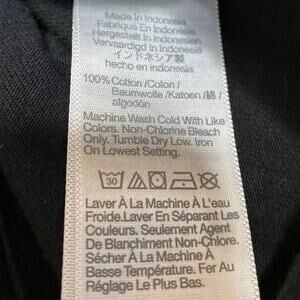 Made In Indonesia
Fabriqué En Indonésie
Hergestellt In Indonesien
Vervaardigd In Indonesië
インドネシア製
hecho en indonesia
100% Cotton /Colon /
Baumwolle /Katoen /綿 /
algodón
Machine Wash Cold With Like
Colors. Non-Chlorine Bleach
Only. Tumble Dry Low. Iron
On Lowest Setting.
30
Laver À La Machine À L'eau
Froide.Laver En Séparant Les
Couleurs. Seulement Agent
De Blanchiment Non-Chlore.
Sécher À La Machine À
Basse Température. Fer Au
Réglage Le Plus Bas.